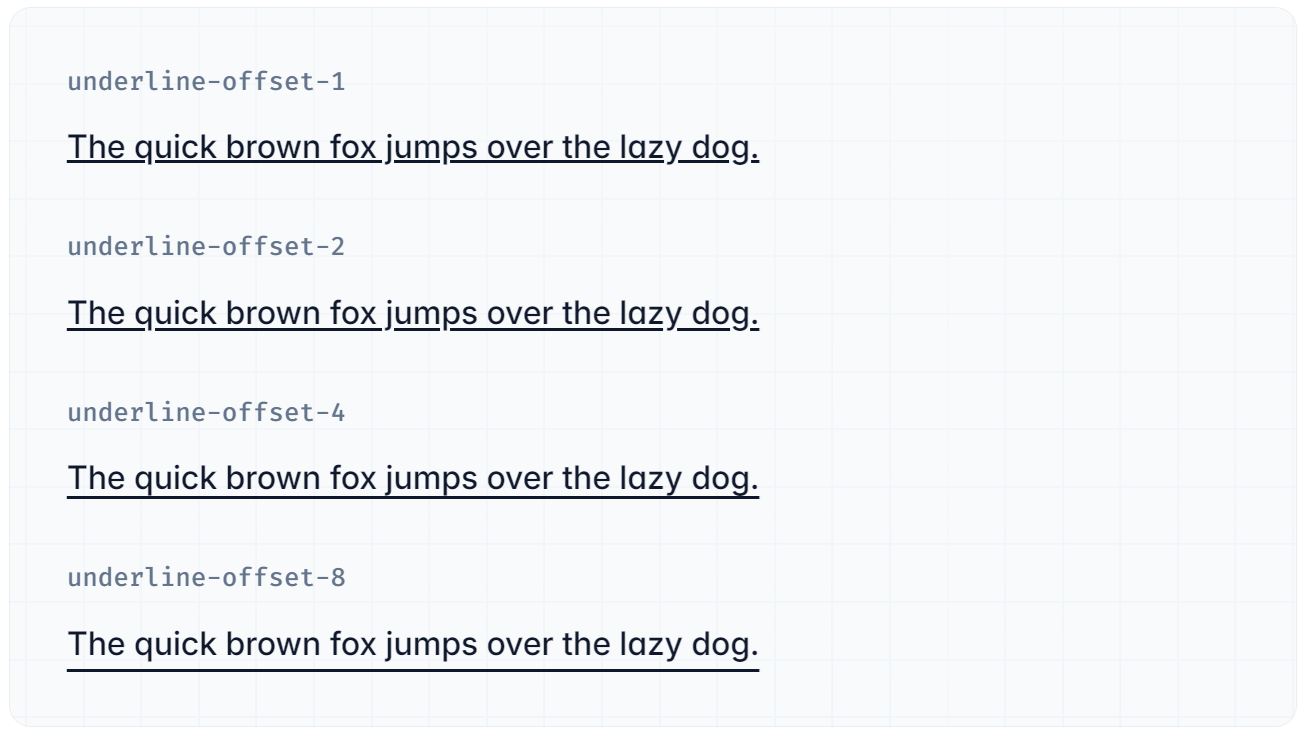 underline-offset-1
The quick brown fox jumps over the lazy dog.
underline-offset-2
The quick brown fox jumps over the lazy dog.
underline-offset-4
The quick brown fox jumps over the lazy dog.
underline-offset-8
The quick brown fox jumps over the lazy dog.